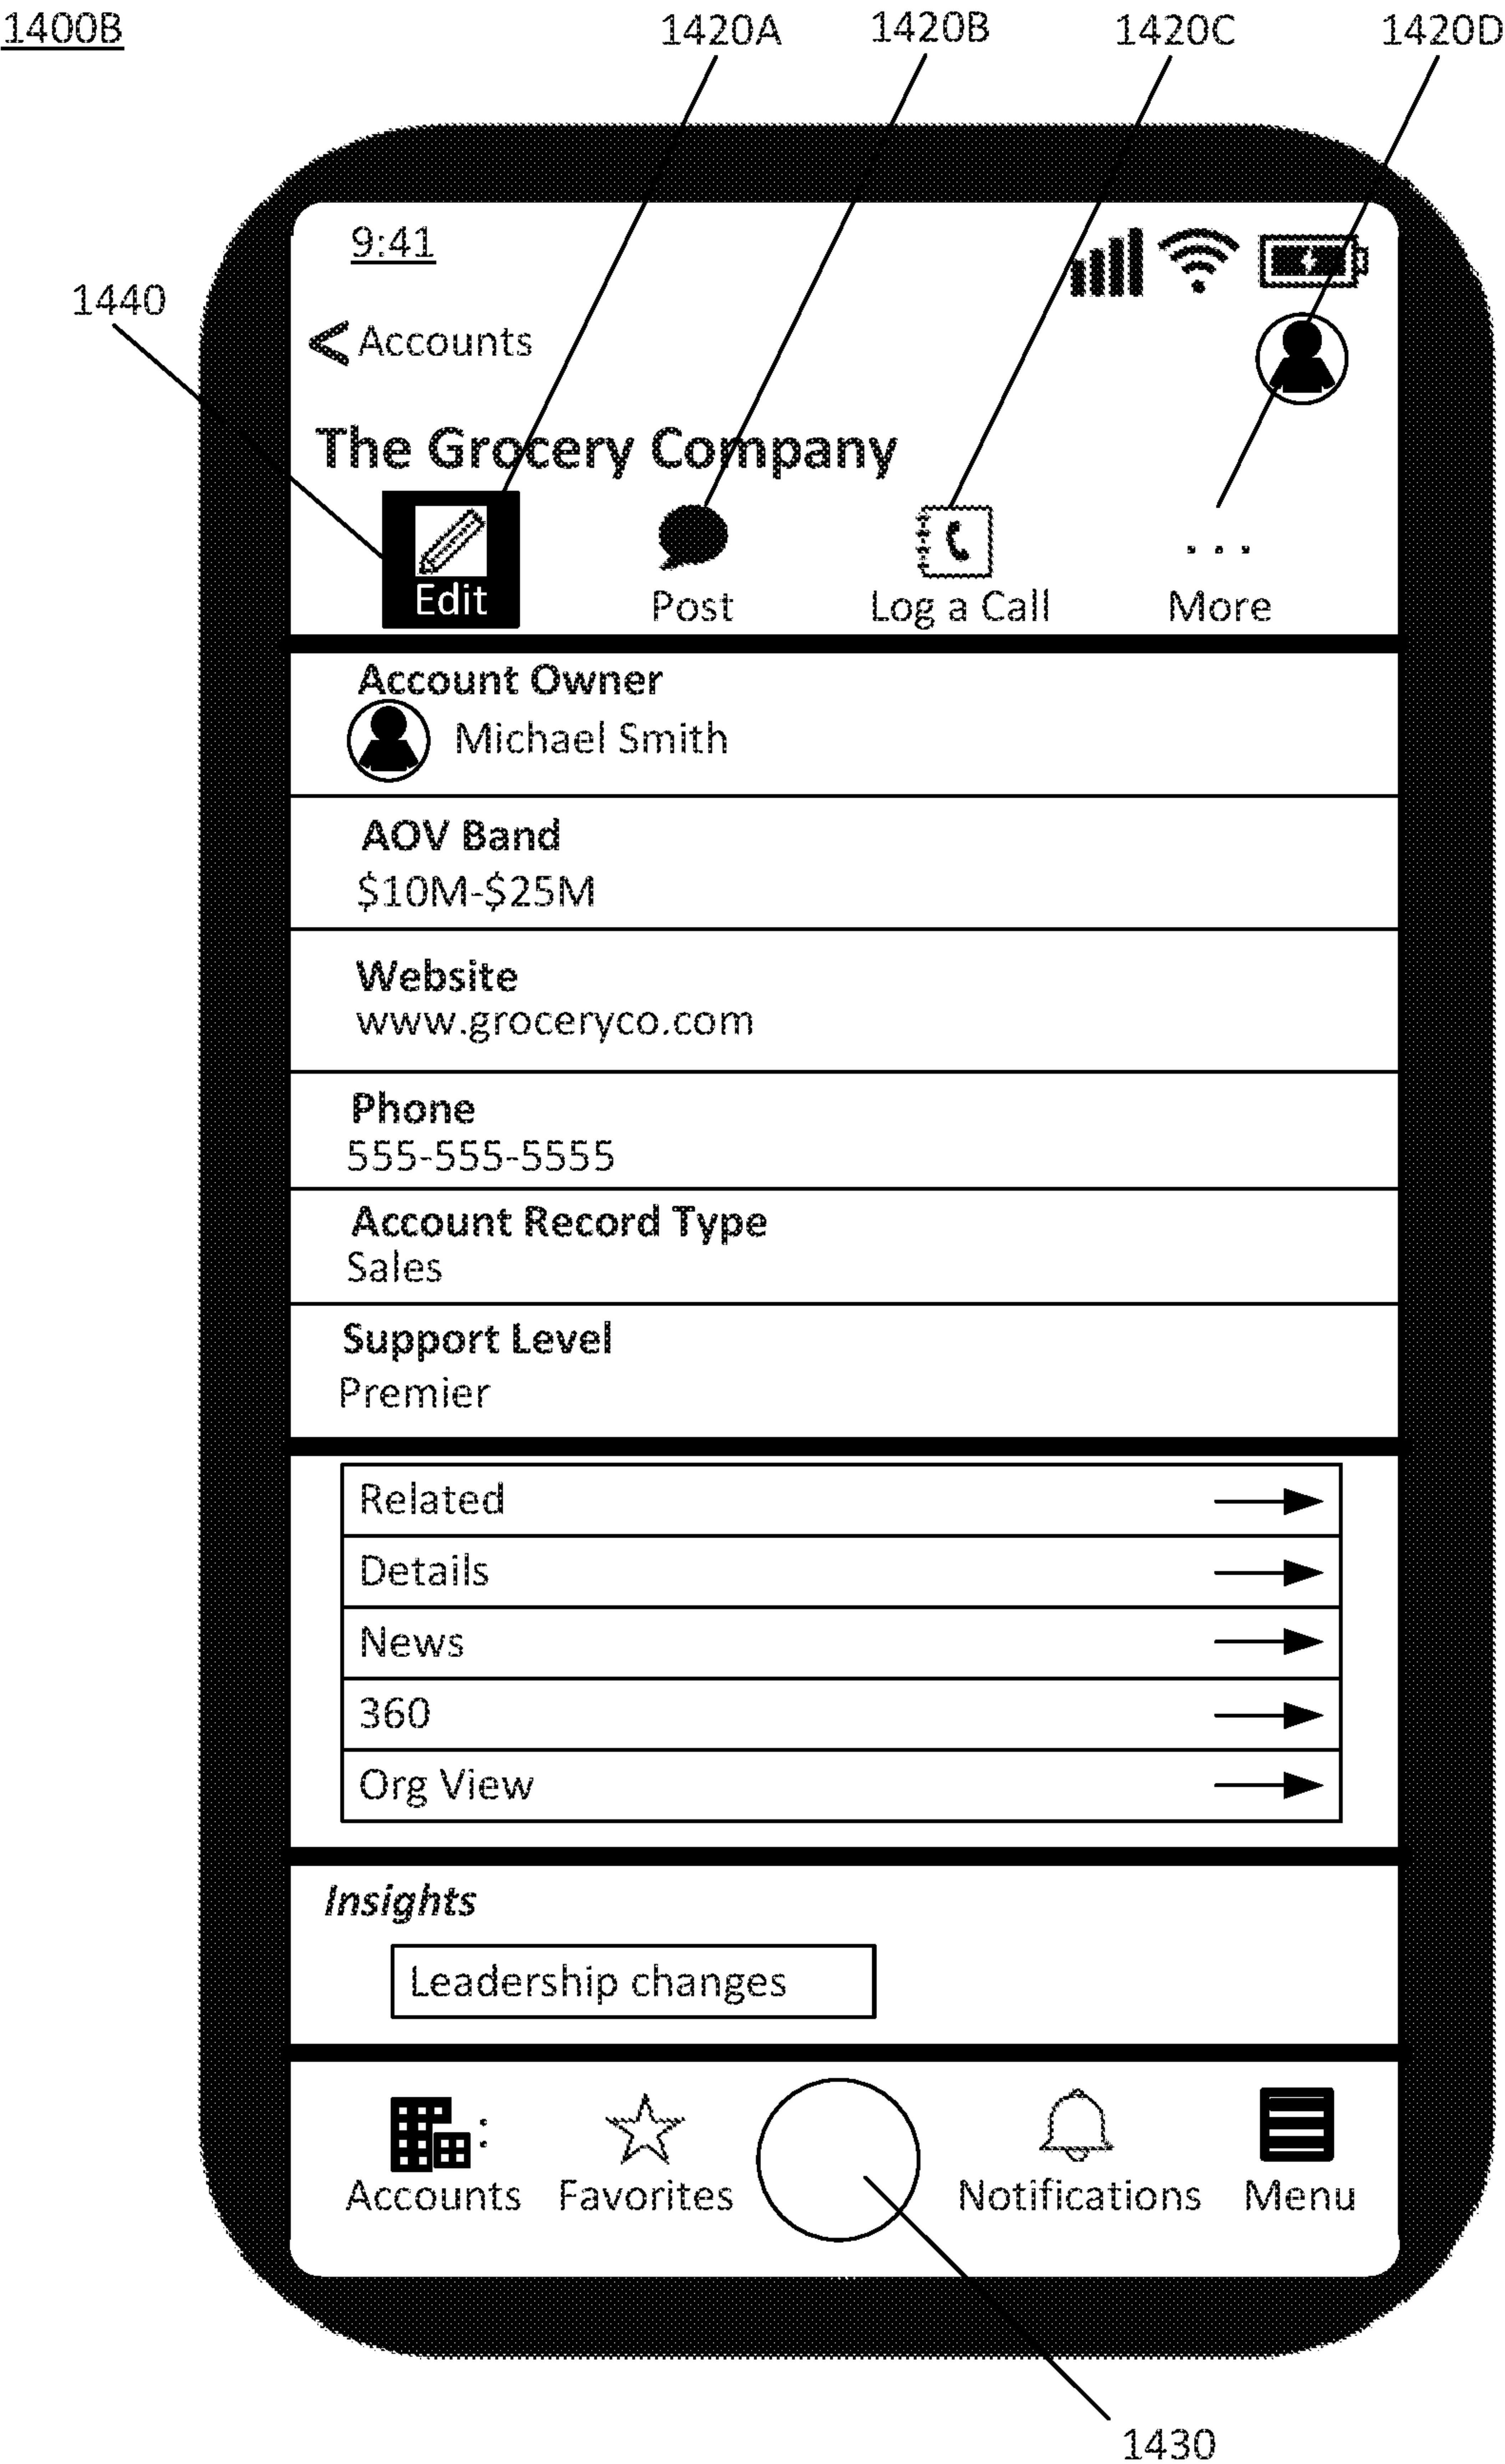 1400B
1420A
1420B
1420C
1420D
9:41
1440
< Accounts
The Grocery Company
Edit
Post
Log a Call
More
Account Owner
Michael Smith
AOV Band
$10M-$25M
Website
www.groceryco.com
Phone
555-555-5555
Account Record Type
Sales
Support Level
Premier
Related
Details
News
360
Org View
Insights
Leadership changes
Accounts
Favorites
Notifications
Menu
1430